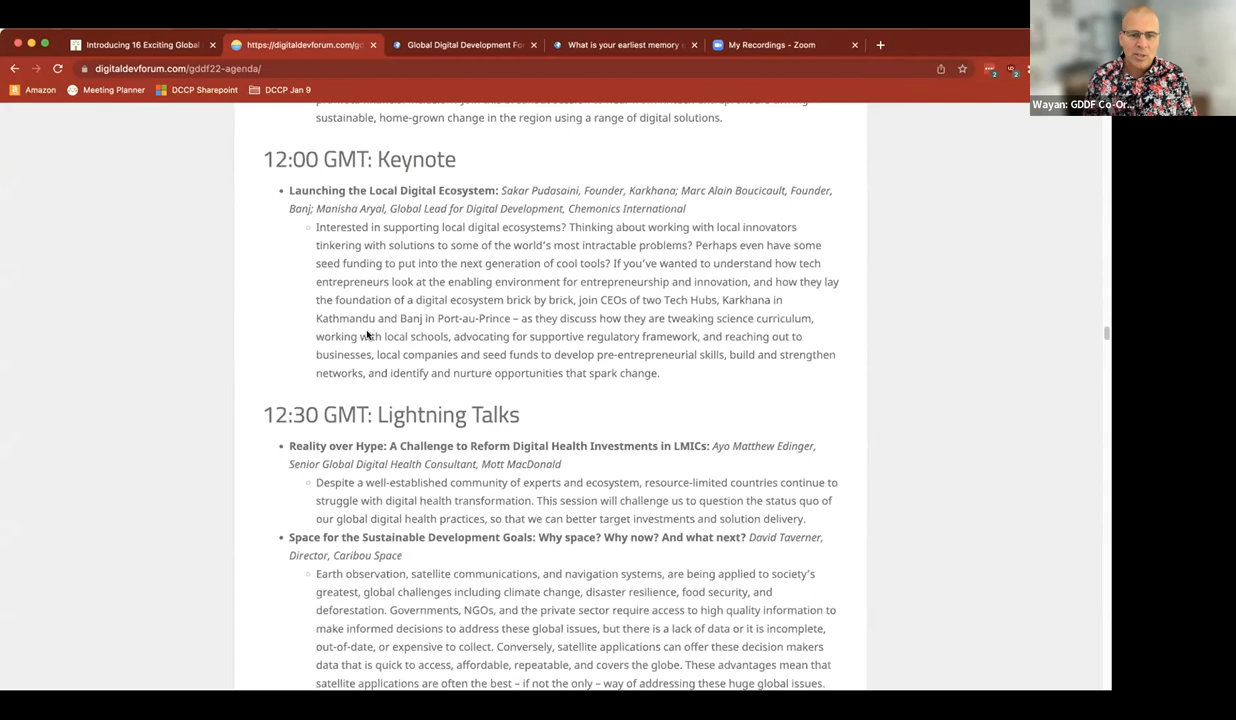 Introducing 16 Exciting Global
https://digitaldevforum.com/g
Global Digital Development Fo
What is your earliest memory
My Recordings – Zoom
digitaldevforum.com/gddf22-agenda/
Amazon
Meeting Planner
DCCP Sharepoint
DCCP Jan 9
Wayan: GDDF Co-Or...
sustainable, home-grown change in the region using a range of digital solutions.
12:00 GMT: Keynote
Launching the Local Digital Ecosystem: Sakar Pudasaini, Founder, Karkhana; Marc Alain Boucicault, Founder,
Banj; Manisha Aryal, Global Lead for Digital Development, Chemonics International
Interested in supporting local digital ecosystems? Thinking about working with local innovators
tinkering with solutions to some of the world's most intractable problems? Perhaps even have some
seed funding to put into the next generation of cool tools? If you've wanted to understand how tech
entrepreneurs look at the enabling environment for entrepreneurship and innovation, and how they lay
the foundation of a digital ecosystem brick by brick, join CEOs of two Tech Hubs, Karkhana in
Kathmandu and Banj in Port-au-Prince – as they discuss how they are tweaking science curriculum,
working with local schools, advocating for supportive regulatory framework, and reaching out to
businesses, local companies and seed funds to develop pre-entrepreneurial skills, build and strengthen
networks, and identify and nurture opportunities that spark change.
12:30 GMT: Lightning Talks
Reality over Hype: A Challenge to Reform Digital Health Investments in LMICs: Ayo Matthew Edinger,
Senior Global Digital Health Consultant, Mott MacDonald
Despite a well-established community of experts and ecosystem, resource-limited countries continue to
struggle with digital health transformation. This session will challenge us to question the status quo of
our global digital health practices, so that we can better target investments and solution delivery.
Space for the Sustainable Development Goals: Why space? Why now? And what next? David Taverner,
Director, Caribou Space
Earth observation, satellite communications, and navigation systems, are being applied to society's
greatest, global challenges including climate change, disaster resilience, food security, and
deforestation. Governments, NGOs, and the private sector require access to high quality information to
make informed decisions to address these global issues, but there is a lack of data or it is incomplete,
out-of-date, or expensive to collect. Conversely, satellite applications can offer these decision makers
data that is quick to access, affordable, repeatable, and covers the globe. These advantages mean that
satellite applications are often the best – if not the only – way of addressing these huge global issues.